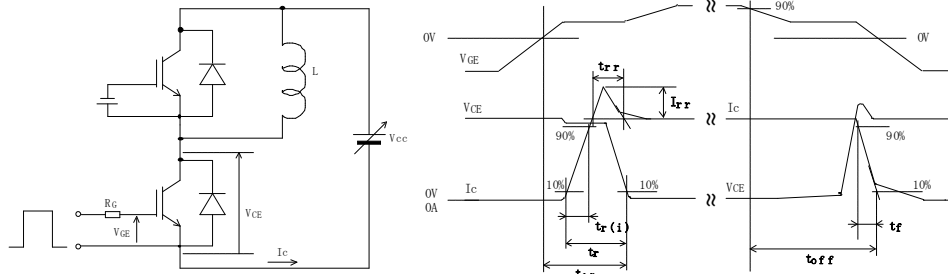 L
Vcc
RG
VGE
VCE
Ic
0V
VGE
trr
Irr
VCE
90%
0V
0A
Ic
10%
10%
tr(i)
tr
90%
0V
Ic
90%
VCE
10%
tf
toff